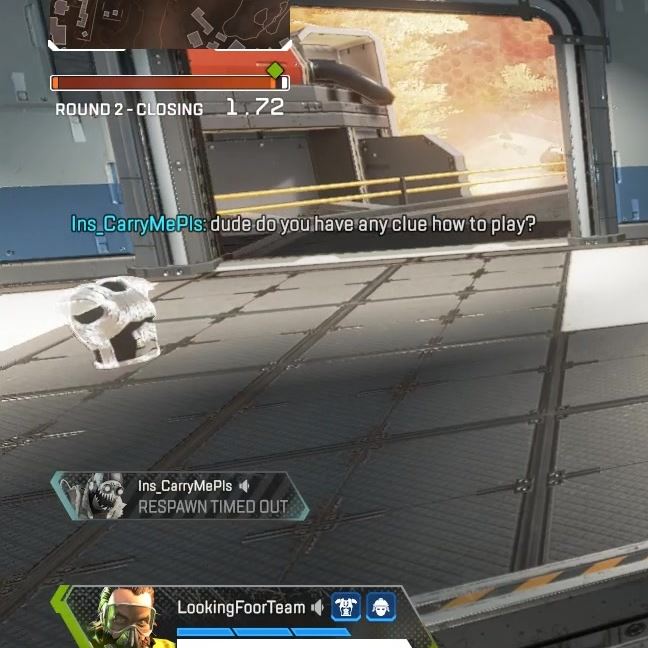 ROUND 2 - CLOSING 1.72
Ins_CarryMePls: dude do you have any clue how to play?
Ins_CarryMePls
RESPAWN TIMED OUT
LookingFoorTeam